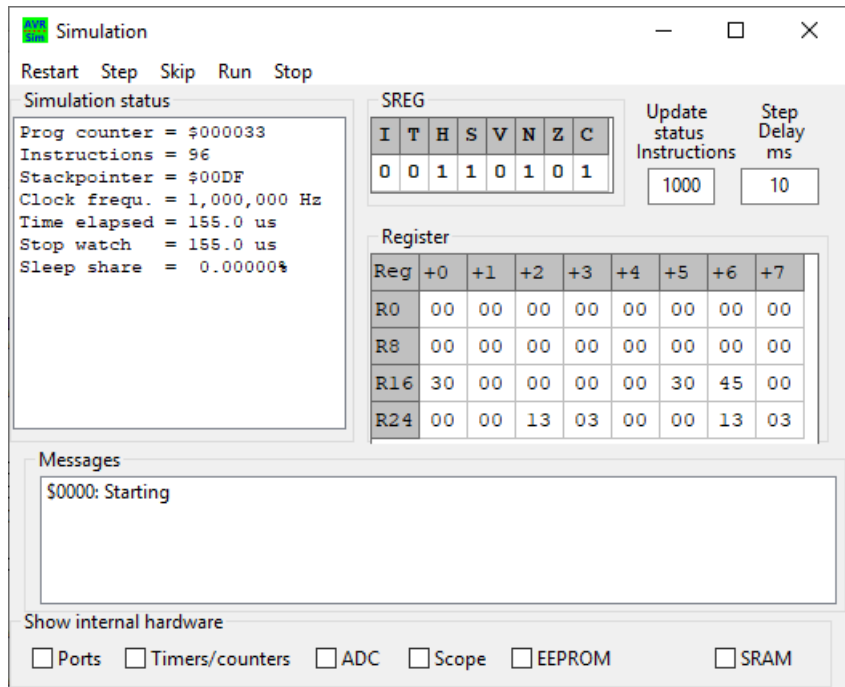 AVR
Sim
Simulation
Restart Step Skip Run Stop
Simulation status
Prog counter = $000033
Instructions = 96
Stackpointer = $00DF
Clock frequ. = 1,000,000 Hz
Time elapsed = 155.0 us
Stop watch = 155.0 us
Sleep share = 0.00000%
SREG
I T H S V N Z C
0 0 1 1 0 1 0 1
Update
status
Instructions
1000
Step
Delay
ms
10
Register
Reg +0 +1 +2 +3 +4 +5 +6 +7
R0 00 00 00 00 00 00 00 00
R8 00 00 00 00 00 00 00 00
R16 30 00 00 00 00 30 45 00
R24 00 00 13 03 00 00 13 03
Messages
$0000: Starting
Show internal hardware
Ports Timers/counters ADC Scope EEPROM SRAM